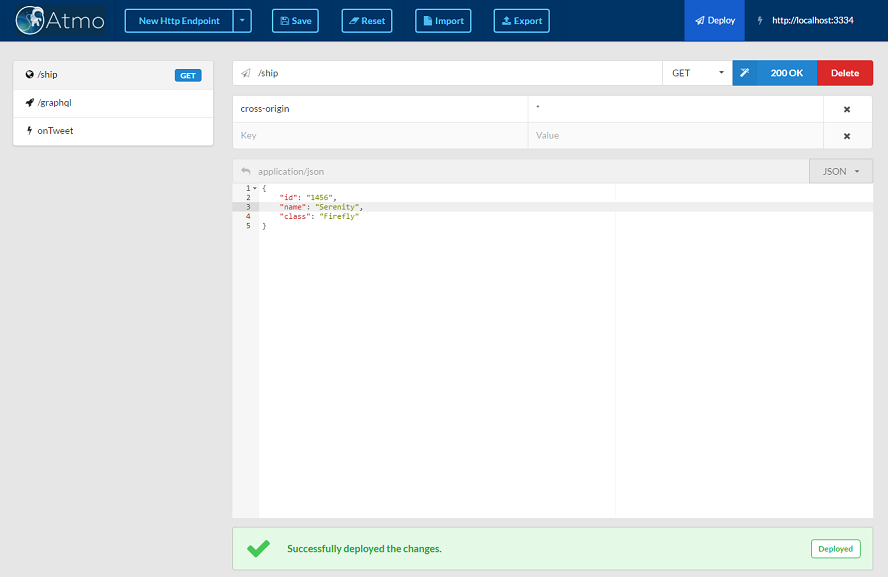 Atmo New Http Endpoint Save Reset Import Export Deploy http://localhost:3334
/ship GET
/graphql
onTweet
/ship GET 200 OK Delete
cross-origin *
Key Value
application/json JSON
1 {
2 "id": "1456",
3 "name": "Serenity",
4 "class": "Firefly"
5 }
Successfully deployed the changes. Deployed